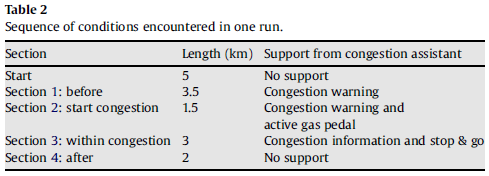 Table 2
Sequence of conditions encountered in one run.
Section Length (km) Support from congestion assistant
Start 5 No support
Section 1: before 3.5 Congestion warning
Section 2: start congestion 1.5 Congestion warning and
active gas pedal
Section 3: within congestion 3 Congestion information and stop & go
Section 4: after 2 No support